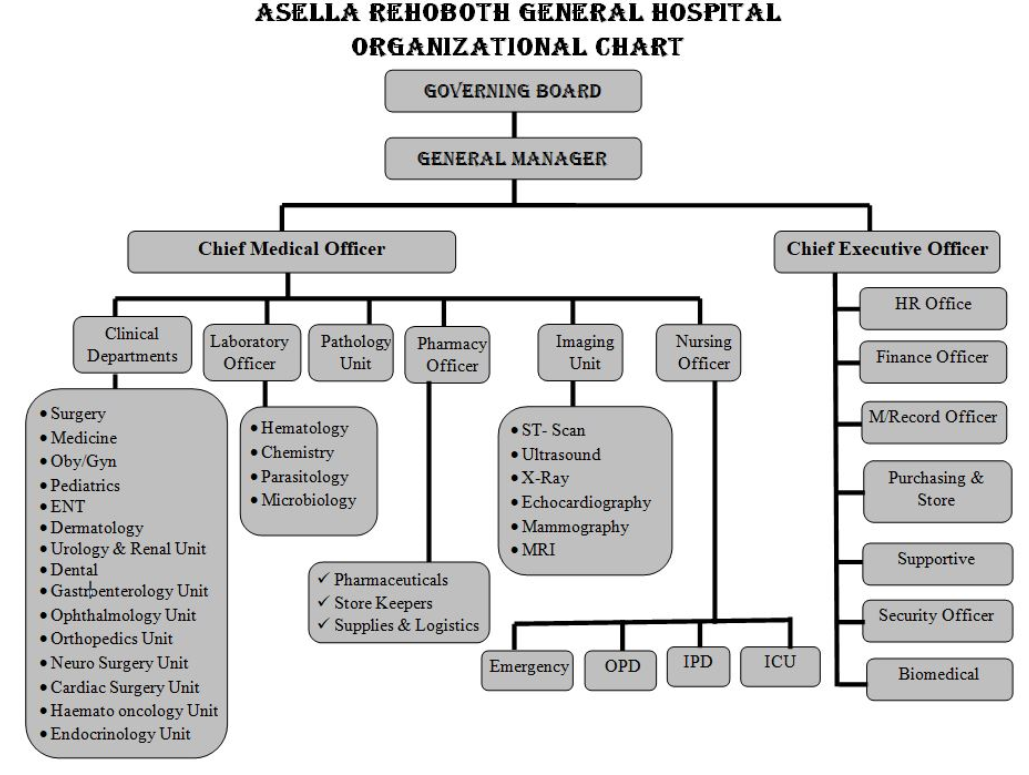 ASELLA REHOBOTH GENERAL HOSPITAL
ORGANIZATIONAL CHART
GOVERNING BOARD
GENERAL MANAGER
Chief Medical Officer
Chief Executive Officer
Clinical
Departments
Laboratory
Officer
Pathology
Unit
Pharmacy
Officer
Imaging
Unit
Nursing
Officer
• Surgery
• Medicine
• Oby/Gyn
• Pediatrics
• ENT
• Dermatology
• Urology & Renal Unit
• Dental
• Gastroenterology Unit
• Ophthalmology Unit
• Orthopedics Unit
• Neuro Surgery Unit
• Cardiac Surgery Unit
• Haemato oncology Unit
• Endocrinology Unit
• Hematology
• Chemistry
• Parasitology
• Microbiology
✓ Pharmaceuticals
✓ Store Keepers
✓ Supplies & Logistics
• ST- Scan
• Ultrasound
• X-Ray
• Echocardiography
• Mammography
• MRI
Emergency
OPD
IPD
ICU
HR Office
Finance Officer
M/Record Officer
Purchasing &
Store
Supportive
Security Officer
Biomedical